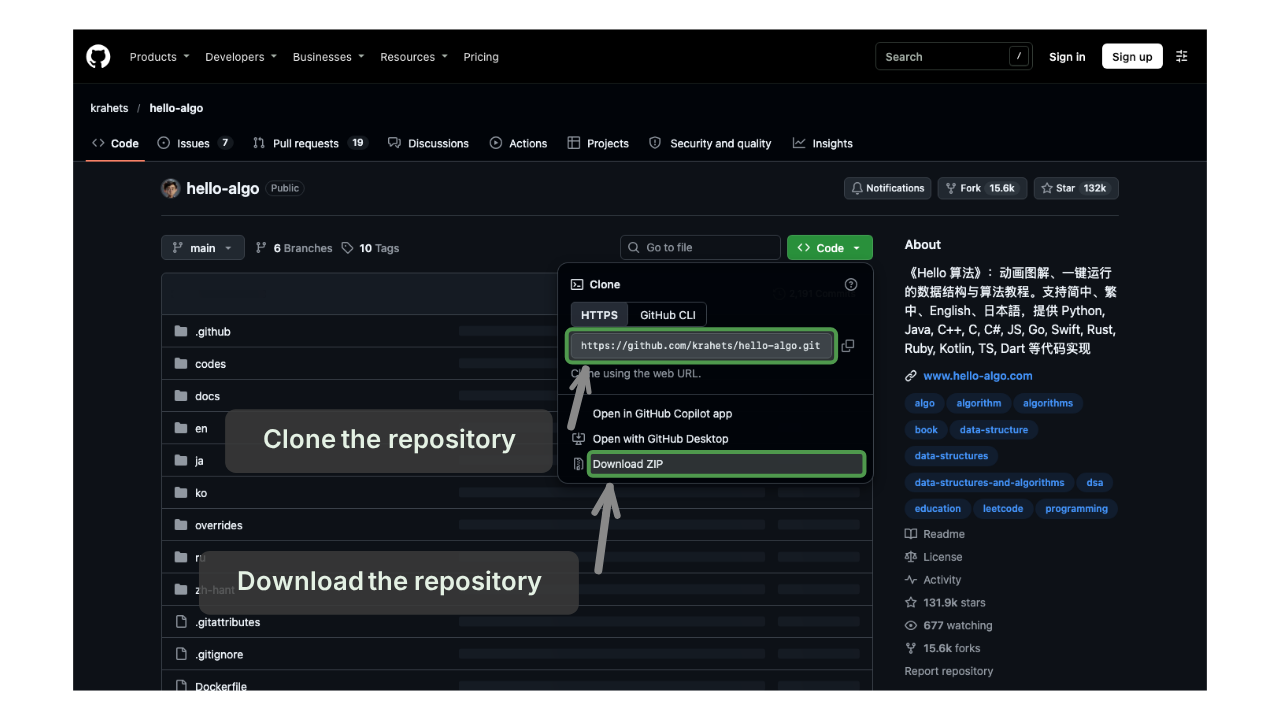 Products Developers Businesses Resources Pricing Search / Sign in Sign up
krahets / hello-algo
Code Issues 7 Pull requests 19 Discussions Actions Projects Security and quality Insights
hello-algo Public Notifications Fork 15.6k Star 132k
main 6 Branches 10 Tags Go to file Code
Clone
HTTPS GitHub CLI
https://github.com/krahets/hello-algo.git
using the web URL.
Open in GitHub Copilot app
Open with GitHub Desktop
Download ZIP
.github
codes
docs
en
ja
ko
overrides
zh-hant
.gitattributes
.gitignore
Dockerfile
Clone the repository
Download the repository
About
《Hello 算法》：动画图解、一键运行
的数据结构与算法教程。支持简中、繁
中、English、日本語，提供 Python,
Java, C++, C, C#, JS, Go, Swift, Rust,
Ruby, Kotlin, TS, Dart 等代码实现
www.hello-algo.com
algo algorithm algorithms
book data-structure
data-structures
data-structures-and-algorithms dsa
education leetcode programming
Readme
License
Activity
131.9k stars
677 watching
15.6k forks
Report repository